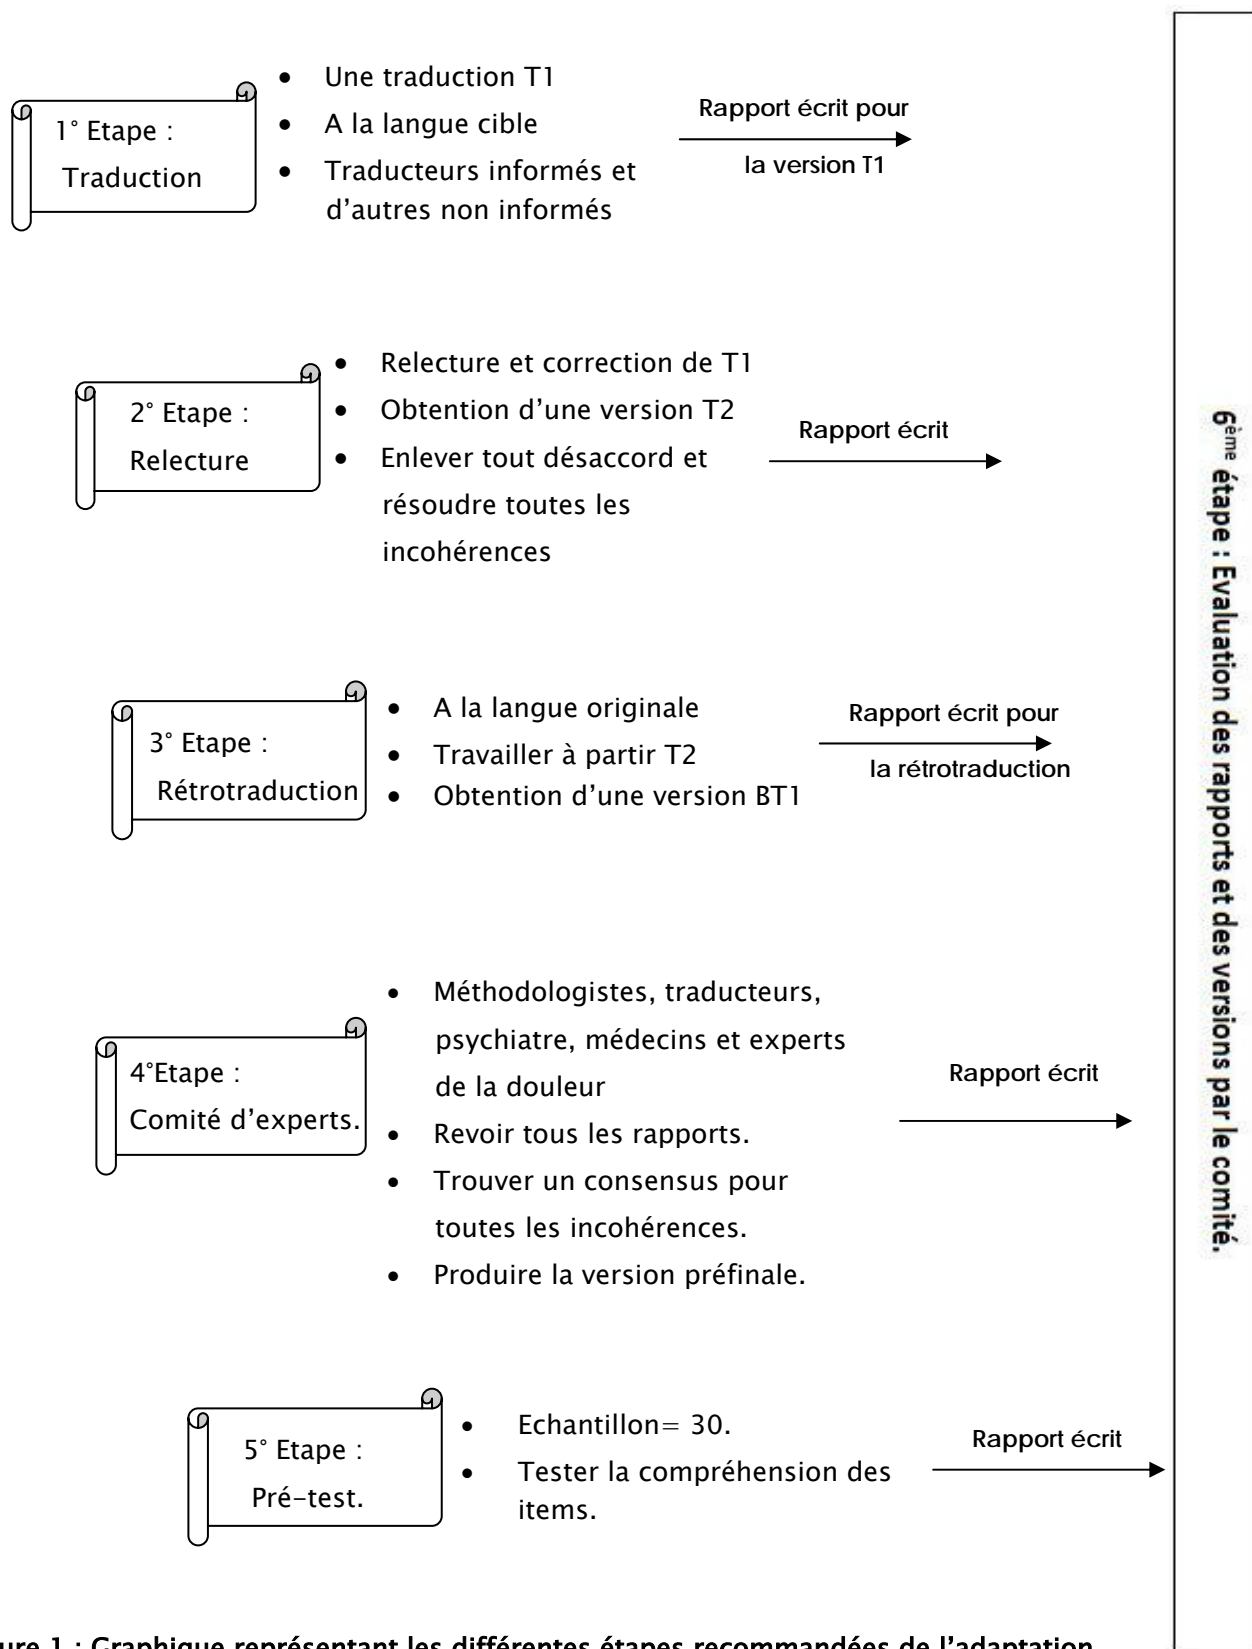 1° Etape :
Traduction
• Une traduction T1
• A la langue cible
• Traducteurs informés et
d’autres non informés
Rapport écrit pour
la version T1
2° Etape :
Relecture
• Relecture et correction de T1
• Obtention d’une version T2
• Enlever tout désaccord et
résoudre toutes les
incohérences
Rapport écrit
3° Etape :
Rétrotraduction
• A la langue originale
• Travailler à partir T2
• Obtention d’une version BT1
Rapport écrit pour
la rétrotraduction
4°Etape :
Comité d’experts.
• Méthodologistes, traducteurs,
psychiatre, médecins et experts
de la douleur
• Revoir tous les rapports.
• Trouver un consensus pour
toutes les incohérences.
• Produire la version préfinale.
Rapport écrit
5° Etape :
Pré-test.
• Echantillon= 30.
• Tester la compréhension des
items.
Rapport écrit
6ème étape : Evaluation des rapports et des versions par le comité.
ure 1 : Graphique représentant les différentes étapes recommandées de l’adaptation